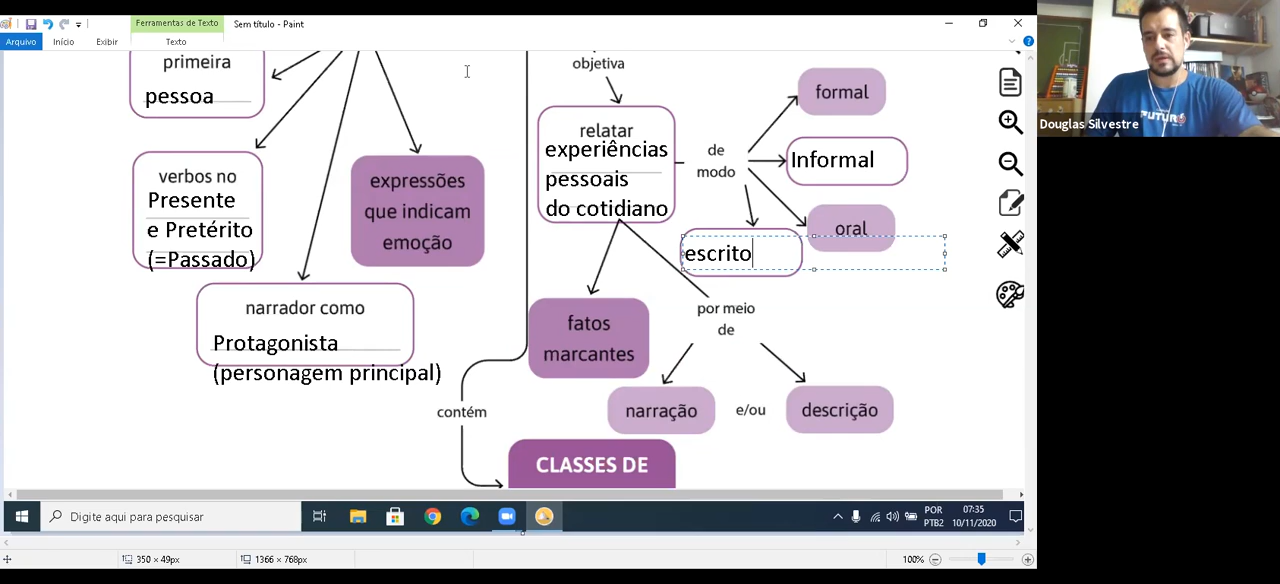 Ferramentas de Texto
Sem título - Paint
Arquivo
Início
Exibir
Texto
primeira
pessoa
verbos no
Presente
e Pretérito
(=Passado)
expressões
que indicam
emoção
narrador como
Protagonista
(personagem principal)
objetiva
relatar
experiências
pessoais
do cotidiano
de
modo
formal
Informal
oral
escrito
fatos
marcantes
por meio
de
narração
e/ou
descrição
contém
CLASSES DE
Douglas Silvestre
Digite aqui para pesquisar
POR
PTB2
07:35
10/11/2020
350 × 49px
1366 × 768px
100%